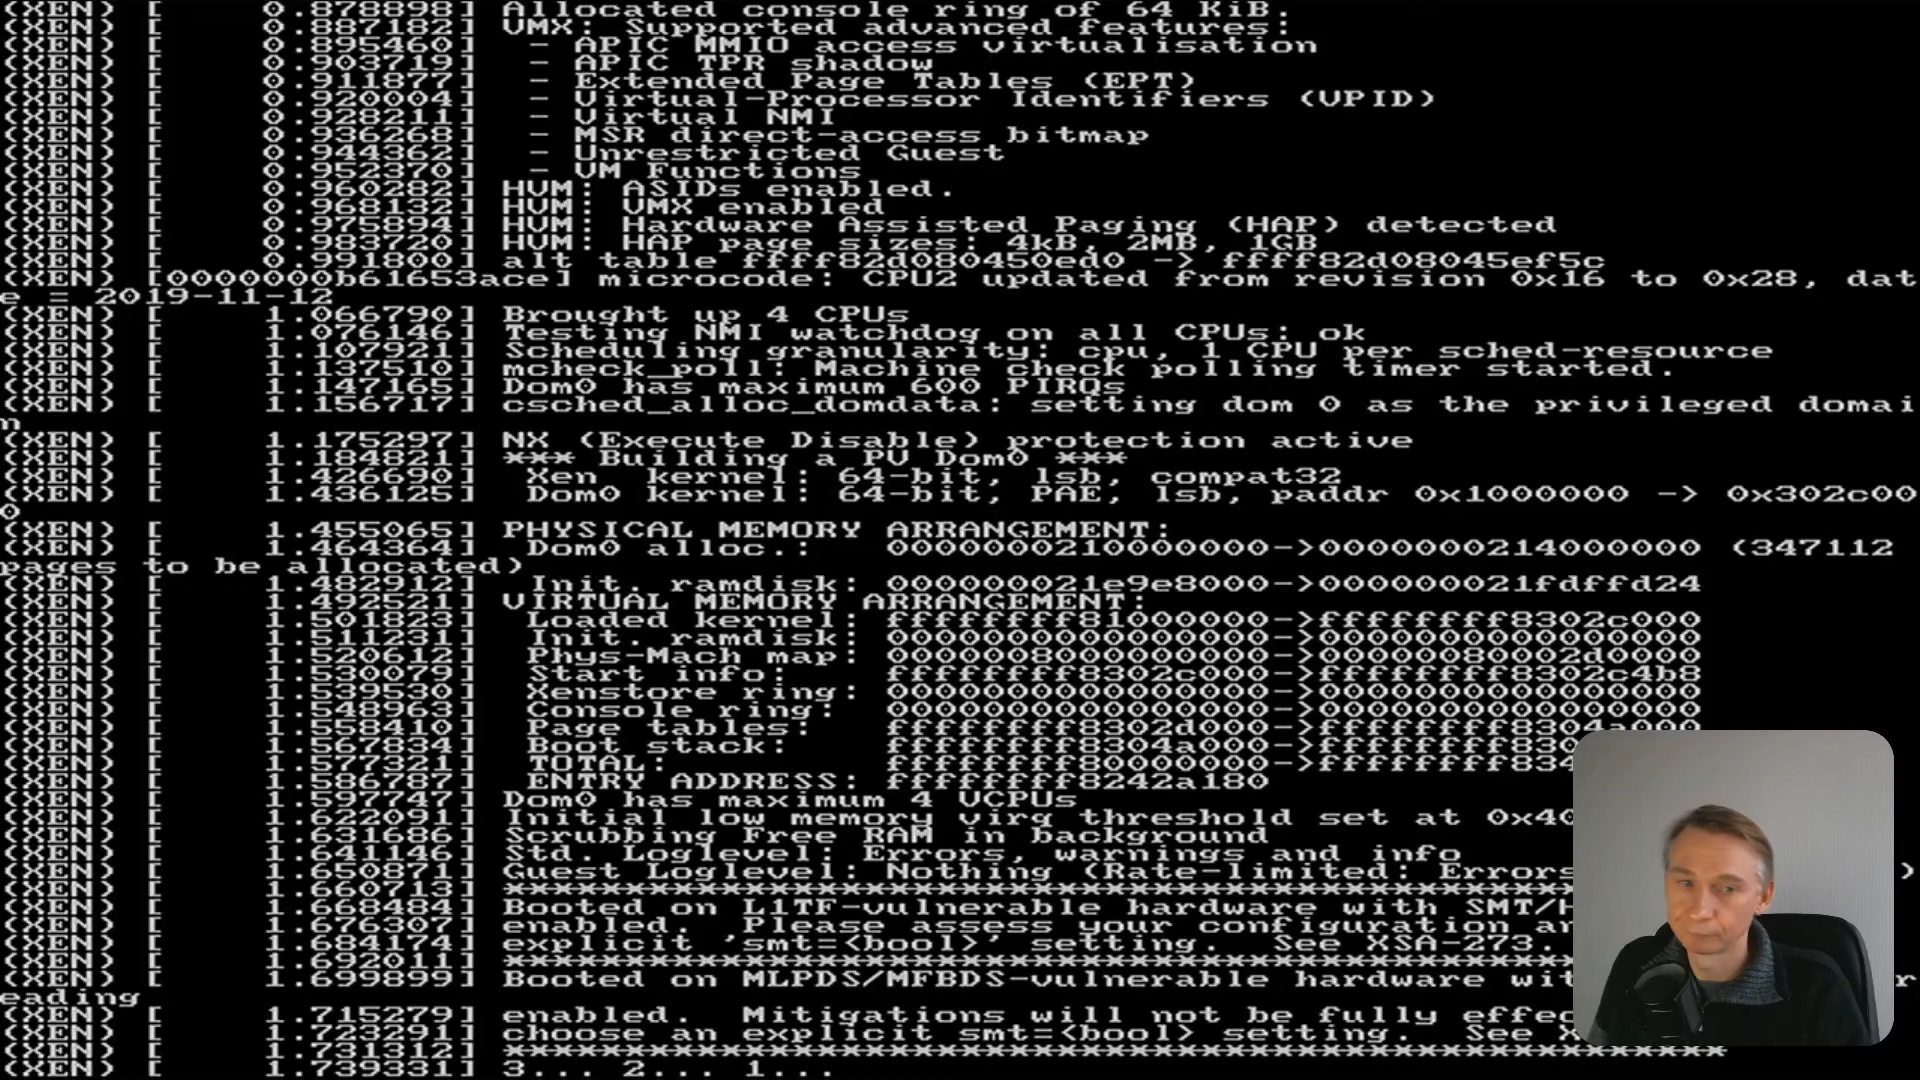 (XEN) [ 0.878898] Allocated console ring of 64 KiB.
(XEN) [ 0.887182] VMX: Supported advanced features:
(XEN) [ 0.895460]  - APIC MMIO access virtualisation
(XEN) [ 0.903719]  - APIC TPR shadow
(XEN) [ 0.911877]  - Extended Page Tables (EPT)
(XEN) [ 0.920004]  - Virtual-Processor Identifiers (VPID)
(XEN) [ 0.928211]  - Virtual NMI
(XEN) [ 0.936268]  - MSR direct-access bitmap
(XEN) [ 0.944362]  - Unrestricted Guest
(XEN) [ 0.952370]  - VM Functions
(XEN) [ 0.960282] HVM: ASIDs enabled.
(XEN) [ 0.968132] HVM: VMX enabled
(XEN) [ 0.975894] HVM: Hardware Assisted Paging (HAP) detected
(XEN) [ 0.983720] HVM: HAP page sizes: 4kB, 2MB, 1GB
(XEN) [ 0.991800] alt table ffff82d080450ed0 -> ffff82d08045ef5c
(XEN) [0000000b61653ace] microcode: CPU2 updated from revision 0x16 to 0x28, dat
e = 2019-11-12
(XEN) [ 1.066790] Brought up 4 CPUs
(XEN) [ 1.076146] Testing NMI watchdog on all CPUs: ok
(XEN) [ 1.107921] Scheduling granularity: cpu, 1 CPU per sched-resource
(XEN) [ 1.137510] mcheck_poll: Machine check polling timer started.
(XEN) [ 1.147165] Dom0 has maximum 600 PIRQs
(XEN) [ 1.156717] csched_alloc_domdata: setting dom 0 as the privileged domai
n
(XEN) [ 1.175297] NX (Execute Disable) protection active
(XEN) [ 1.184821] *** Building a PV Dom0 ***
(XEN) [ 1.426690]  Xen  kernel: 64-bit, lsb, compat32
(XEN) [ 1.436125]  Dom0 kernel: 64-bit, PAE, lsb, paddr 0x1000000 -> 0x302c00
0
(XEN) [ 1.455065] PHYSICAL MEMORY ARRANGEMENT:
(XEN) [ 1.464364]  Dom0 alloc.:   0000000210000000->0000000214000000 (347112
pages to be allocated)
(XEN) [ 1.482912]  Init. ramdisk: 000000021e9e8000->000000021fdffd24
(XEN) [ 1.492521] VIRTUAL MEMORY ARRANGEMENT:
(XEN) [ 1.501823]  Loaded kernel: ffffffff81000000->ffffffff8302c000
(XEN) [ 1.511231]  Init. ramdisk: 0000000000000000->0000000000000000
(XEN) [ 1.520612]  Phys-Mach map: 0000008000000000->00000080002d0000
(XEN) [ 1.530079]  Start info:    ffffffff8302c000->ffffffff8302c4b8
(XEN) [ 1.539530]  Xenstore ring: 0000000000000000->0000000000000000
(XEN) [ 1.548963]  Console ring:  0000000000000000->0000000000000000
(XEN) [ 1.558410]  Page tables:   ffffffff8302d000->ffffffff8304a000
(XEN) [ 1.567834]  Boot stack:    ffffffff8304a000->ffffffff830
(XEN) [ 1.577321]  TOTAL:         ffffffff80000000->ffffffff834
(XEN) [ 1.586787]  ENTRY ADDRESS: ffffffff8242a180
(XEN) [ 1.597747] Dom0 has maximum 4 VCPUs
(XEN) [ 1.622091] Initial low memory virq threshold set at 0x40
(XEN) [ 1.631686] Scrubbing Free RAM in background
(XEN) [ 1.641146] Std. Loglevel: Errors, warnings and info
(XEN) [ 1.650871] Guest Loglevel: Nothing (Rate-limited: Errors )
(XEN) [ 1.660713] *********************************************
(XEN) [ 1.668484] Booted on L1TF-vulnerable hardware with SMT/H
(XEN) [ 1.676307] enabled.  Please assess your configuration an
(XEN) [ 1.684174] explicit 'smt=<bool>' setting.  See XSA-273.
(XEN) [ 1.692011] *********************************************
(XEN) [ 1.699899] Booted on MLPDS/MFBDS-vulnerable hardware wit r
eading
(XEN) [ 1.715279] enabled.  Mitigations will not be fully effec
(XEN) [ 1.723291] choose an explicit smt=<bool> setting.  See X
(XEN) [ 1.731312] ***************************************************
(XEN) [ 1.739331] 3... 2... 1...